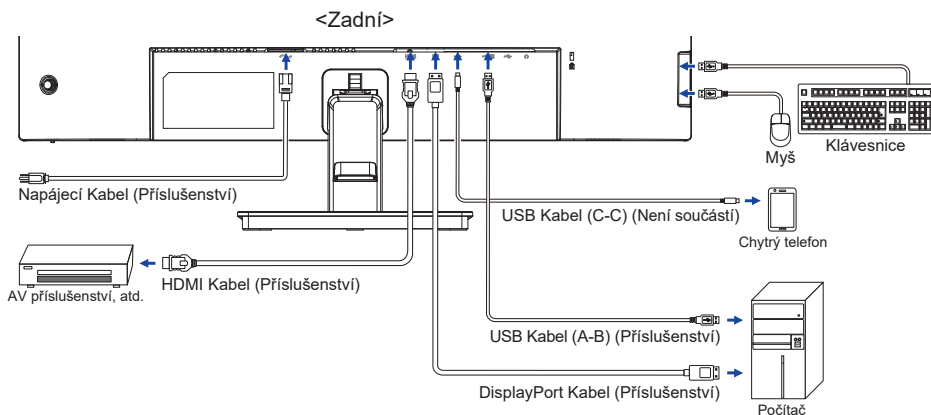 <Zadní>
Myš
Klávesnice
Napájecí Kabel (Příslušenství)
USB Kabel (C-C) (Není součástí)
Chytrý telefon
HDMI Kabel (Příslušenství)
AV příslušenství, atd.
USB Kabel (A-B) (Příslušenství)
DisplayPort Kabel (Příslušenství)
Počítač